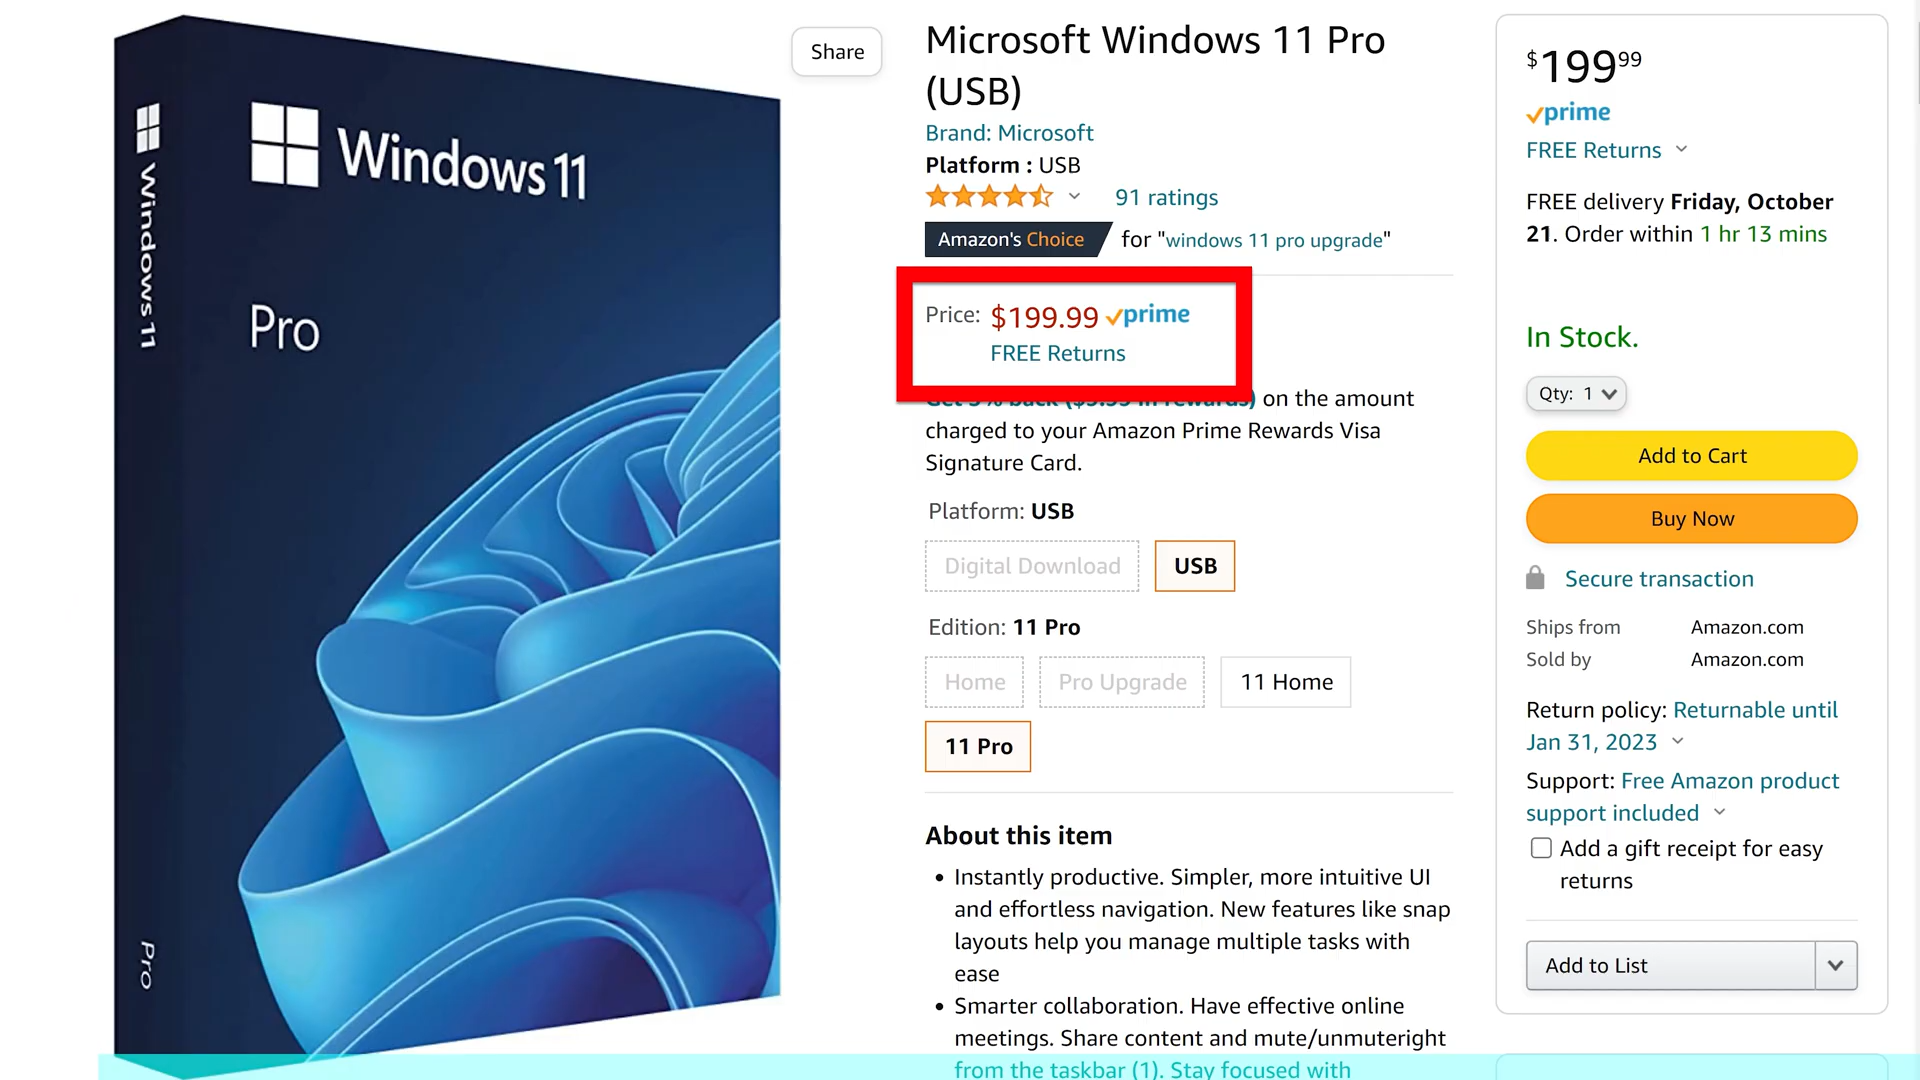 Windows 11
Pro
Windows 11
Pro
Share
Microsoft Windows 11 Pro
(USB)
Brand: Microsoft
Platform : USB
91 ratings
Amazon's Choice for "windows 11 pro upgrade"
Price: $199.99 prime
FREE Returns
on the amount
charged to your Amazon Prime Rewards Visa
Signature Card.
Platform: USB
Digital Download USB
Edition: 11 Pro
Home Pro Upgrade 11 Home
11 Pro
About this item
• Instantly productive. Simpler, more intuitive UI
and effortless navigation. New features like snap
layouts help you manage multiple tasks with
ease
• Smarter collaboration. Have effective online
meetings. Share content and mute/unmuteright
from the taskbar (1). Stay focused with
$199 99
prime
FREE Returns
FREE delivery Friday, October
21. Order within 1 hr 13 mins
In Stock.
Qty: 1
Add to Cart
Buy Now
Secure transaction
Ships from Amazon.com
Sold by Amazon.com
Return policy: Returnable until
Jan 31, 2023
Support: Free Amazon product
support included
Add a gift receipt for easy
returns
Add to List